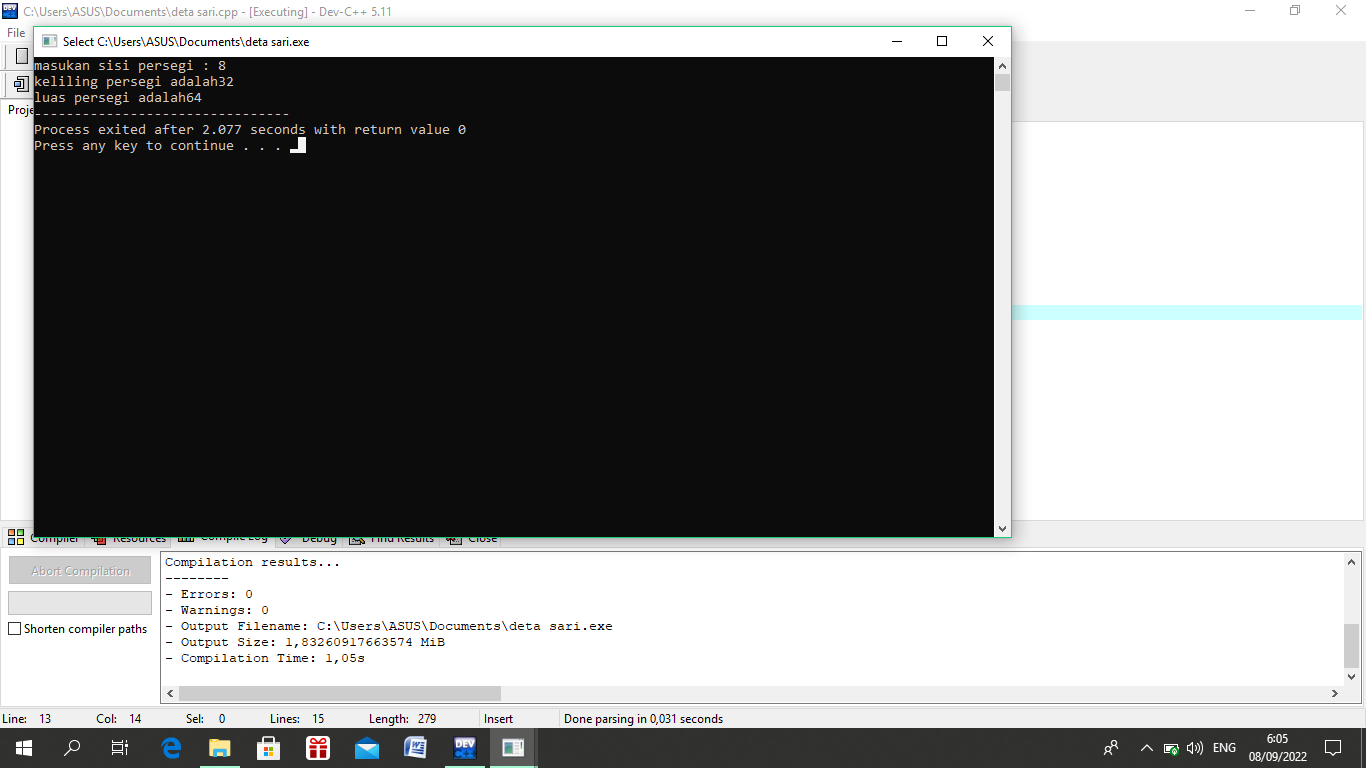 C:\Users\ASUS\Documents\deta sari.cpp - [Executing] - Dev-C++ 5.11
File
Select C:\Users\ASUS\Documents\deta sari.exe
masukan sisi persegi : 8
keliling persegi adalah32
luas persegi adalah64
--------------------------------
Process exited after 2.077 seconds with return value 0
Press any key to continue . . .
Proje
Compiler Resources Compile Log Debug Find Results Close
Abort Compilation
Shorten compiler paths
Compilation results...
--------
- Errors: 0
- Warnings: 0
- Output Filename: C:\Users\ASUS\Documents\deta sari.exe
- Output Size: 1,83260917663574 MiB
- Compilation Time: 1,05s
Line: 13 Col: 14 Sel: 0 Lines: 15 Length: 279 Insert Done parsing in 0,031 seconds
DEV
ENG
6:05
08/09/2022